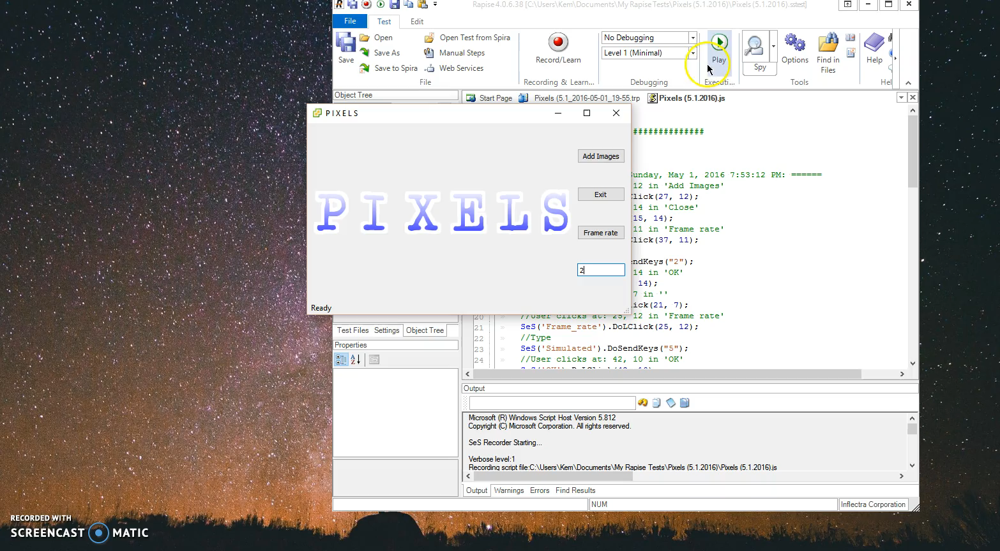 Rapise 4.0.6.38 [C:\Users\Kem\Documents\My Rapise Tests\Pixels (5.1.2016)\Pixels (5.1.2016).sstest]
File
Test
Edit
Save
Open
Save As
Save to Spira
Open Test from Spira
Manual Steps
Web Services
File
Record/Learn
Recording & Learn...
No Debugging
Level 1 (Minimal)
Debugging
Play
Executi...
Spy
Options
Find in Files
Tools
Help
Hel
Object Tree
Start Page
Pixels (5.1_2016-05-01_19-55.trp
Pixels (5.1.2016).js
PIXELS
Add Images
Exit
Frame rate
2
PIXELS
Ready
##############
Sunday, May 1, 2016 7:53:12 PM: ======
12 in 'Add Images'
Click(27, 12);
14 in 'Close'
15, 14);
11 in 'Frame rate'
Click(37, 11);
endKeys("2");
14 in 'OK'
14);
7 in ''
ick(21, 7);
20 //User clicks at: 25, 12 in 'Frame rate'
21 SeS('Frame_rate').DoLClick(25, 12);
22 //Type
23 SeS('Simulated').DoSendKeys("5");
24 //User clicks at: 42, 10 in 'OK'
Test Files
Settings
Object Tree
Properties
Output
Microsoft (R) Windows Script Host Version 5.812
Copyright (C) Microsoft Corporation. All rights reserved.
SeS Recorder Starting...
Verbose level:1
Recording script file:C:\Users\Kem\Documents\My Rapise Tests\Pixels (5.1.2016)\Pixels (5.1.2016).js
Output
Warnings
Errors
Find Results
NUM
Inflectra Corporation
RECORDED WITH
SCREENCAST MATIC